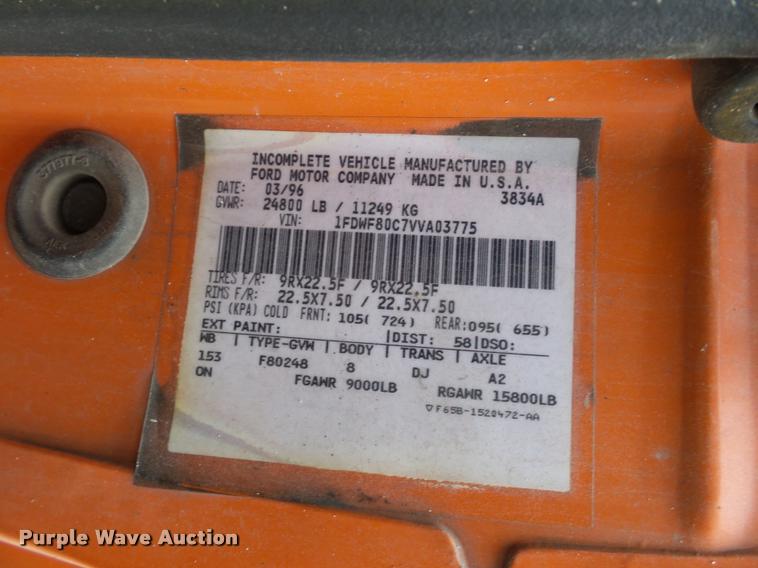 INCOMPLETE VEHICLE MANUFACTURED BY
FORD MOTOR COMPANY MADE IN U.S.A.
DATE: 03/96 3834A
GVWR: 24800 LB / 11249 KG
VIN: 1FDWF80C7VVA03775
TIRES F/R: 9RX22.5F / 9RX22.5F
RIMS F/R: 22.5X7.50 / 22.5X7.50
PSI (KPA) COLD FRNT: 105( 724) REAR:095( 655)
EXT PAINT: |DIST: 58|DSO:
WB | TYPE-GVW | BODY | TRANS | AXLE
153 F80248 8 DJ A2
ON FGAWR 9000LB RGAWR 15800LB
▽F65B-1520472-AA
Purple Wave Auction